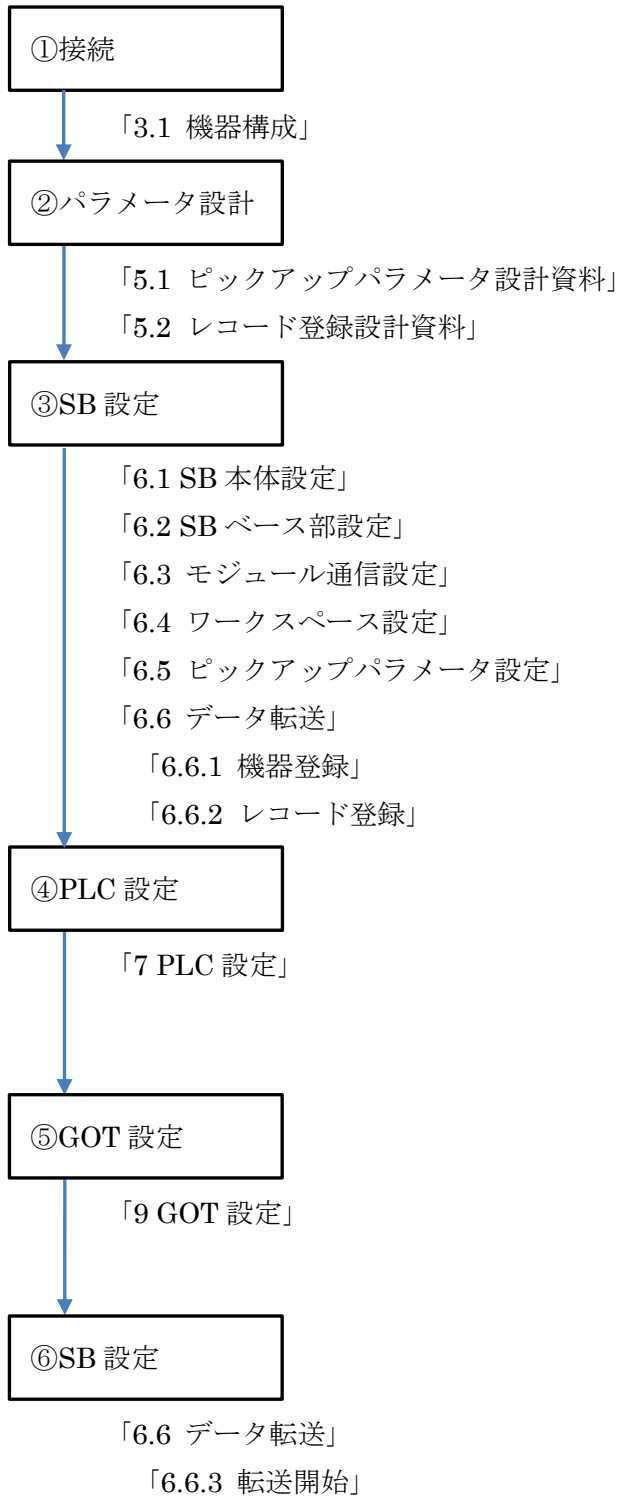 ①接続
「3.1 機器構成」
②パラメータ設計
「5.1 ピックアップパラメータ設計資料」
「5.2 レコード登録設計資料」
③SB 設定
「6.1 SB 本体設定」
「6.2 SB ベース部設定」
「6.3 モジュール通信設定」
「6.4 ワークスペース設定」
「6.5 ピックアップパラメータ設定」
「6.6 データ転送」
「6.6.1 機器登録」
「6.6.2 レコード登録」
④PLC 設定
「7 PLC 設定」
⑤GOT 設定
「9 GOT 設定」
⑥SB 設定
「6.6 データ転送」
「6.6.3 転送開始」